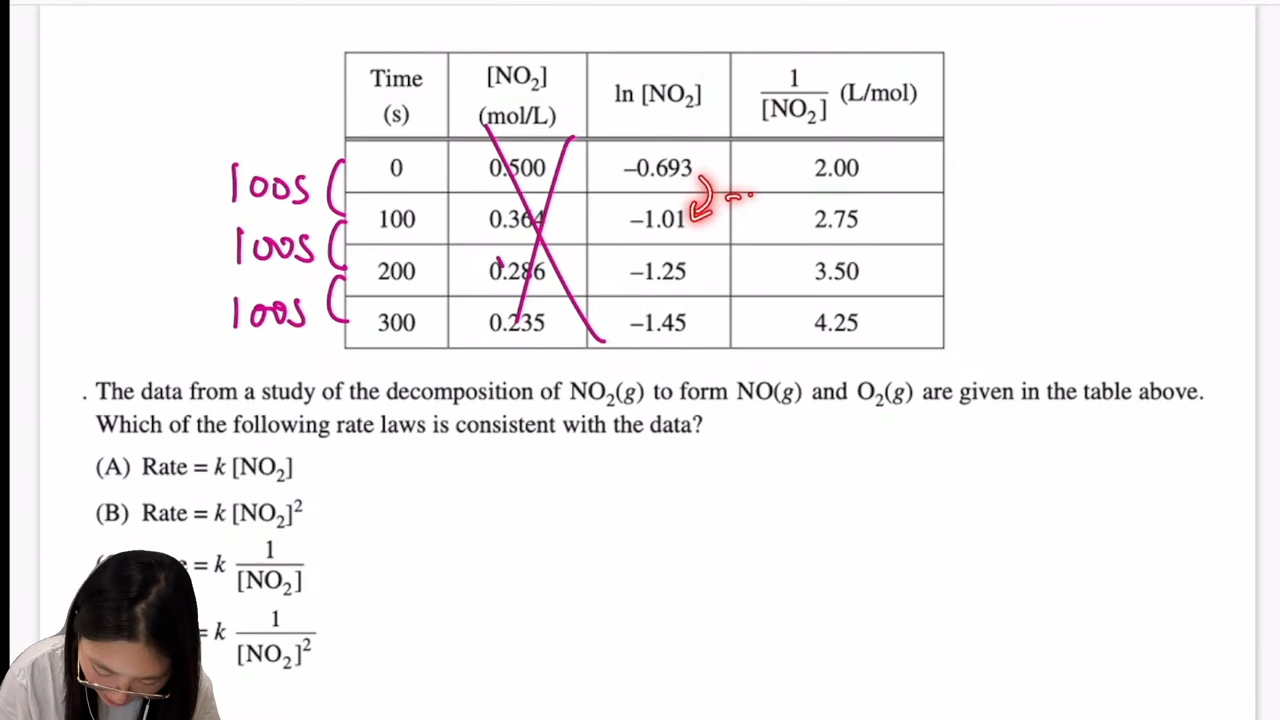 Time [NO₂] ln [NO₂] 1/[NO₂] (L/mol)
(s) (mol/L)
100s 0 0.500 –0.693 2.00
100s 100 0.364 –1.01 2.75
100s 200 0.286 –1.25 3.50
300 0.235 –1.45 4.25
. The data from a study of the decomposition of NO₂(g) to form NO(g) and O₂(g) are given in the table above.
Which of the following rate laws is consistent with the data?
(A) Rate = k [NO₂]
(B) Rate = k [NO₂]²
= k 1/[NO₂]
= k 1/[NO₂]²